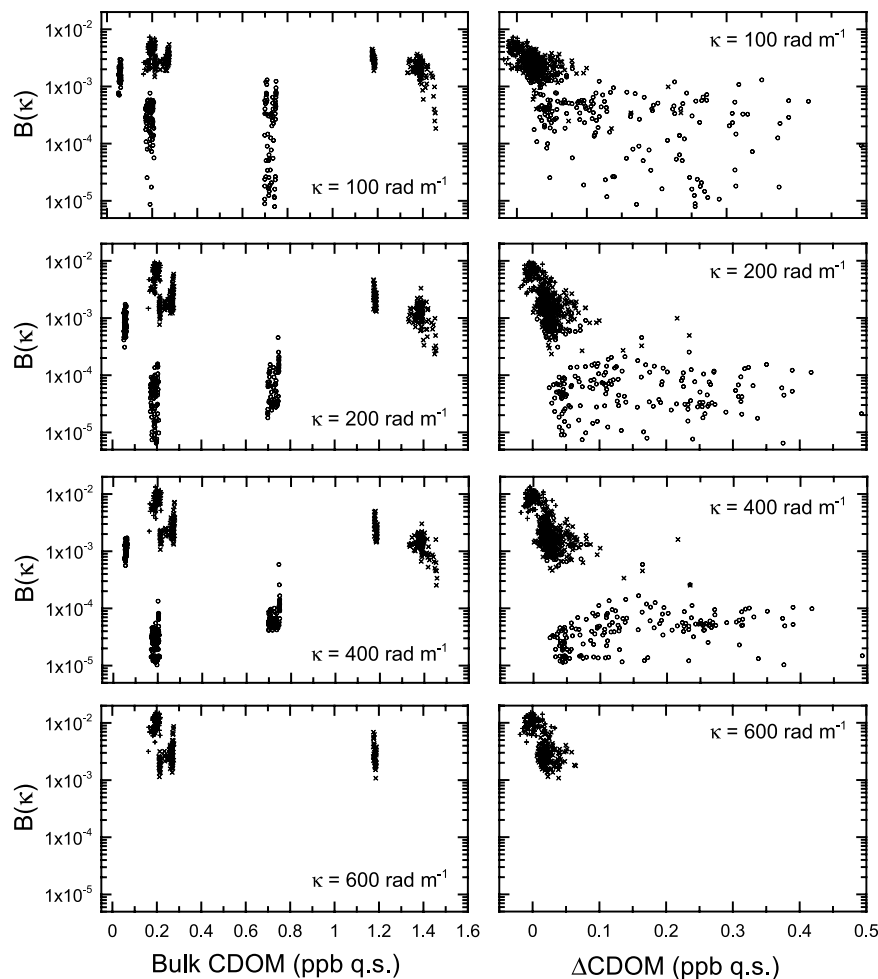 1x10⁻²
1x10⁻³
1x10⁻⁴
1x10⁻⁵
B(κ)
κ = 100 rad m⁻¹
κ = 100 rad m⁻¹
1x10⁻²
1x10⁻³
1x10⁻⁴
1x10⁻⁵
B(κ)
κ = 200 rad m⁻¹
κ = 200 rad m⁻¹
1x10⁻²
1x10⁻³
1x10⁻⁴
1x10⁻⁵
B(κ)
κ = 400 rad m⁻¹
κ = 400 rad m⁻¹
1x10⁻²
1x10⁻³
1x10⁻⁴
1x10⁻⁵
B(κ)
κ = 600 rad m⁻¹
κ = 600 rad m⁻¹
0 0.2 0.4 0.6 0.8 1.0 1.2 1.4 1.6
Bulk CDOM (ppb q.s.)
0 0.1 0.2 0.3 0.4 0.5
ΔCDOM (ppb q.s.)